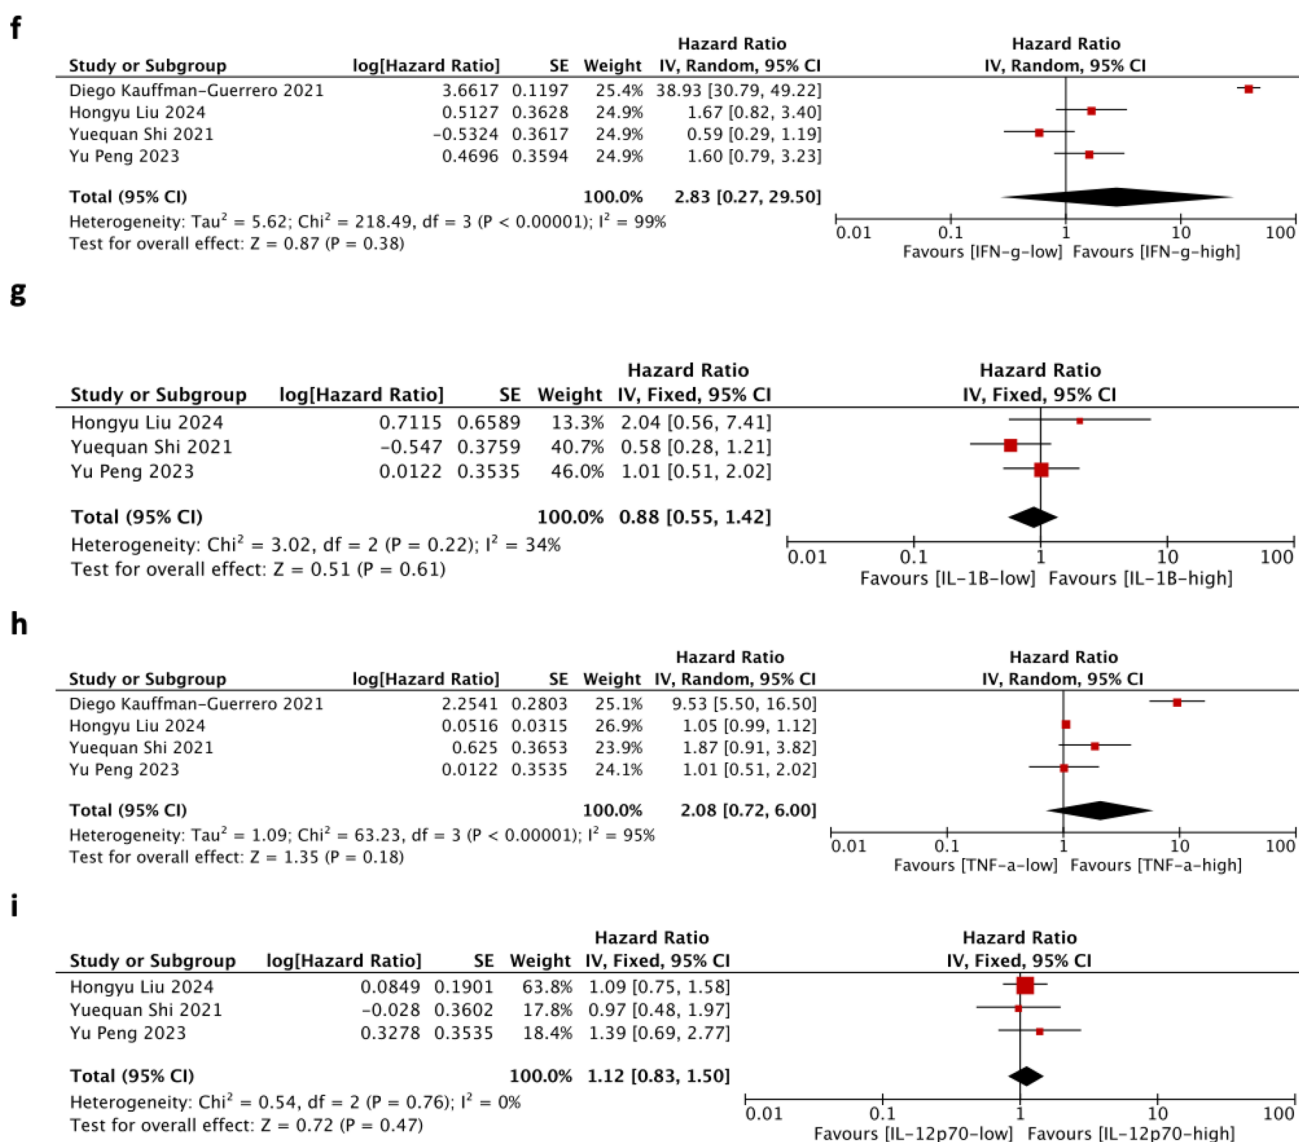 f
Hazard Ratio Hazard Ratio
Study or Subgroup log[Hazard Ratio] SE Weight IV, Random, 95% CI IV, Random, 95% CI
Diego Kauffman-Guerrero 2021 3.6617 0.1197 25.4% 38.93 [30.79, 49.22]
Hongyu Liu 2024 0.5127 0.3628 24.9% 1.67 [0.82, 3.40]
Yuequan Shi 2021 -0.5324 0.3617 24.9% 0.59 [0.29, 1.19]
Yu Peng 2023 0.4696 0.3594 24.9% 1.60 [0.79, 3.23]
Total (95% CI) 100.0% 2.83 [0.27, 29.50]
Heterogeneity: Tau² = 5.62; Chi² = 218.49, df = 3 (P < 0.00001); I² = 99%
Test for overall effect: Z = 0.87 (P = 0.38)
0.01 0.1 1 10 100
Favours [IFN-g-low] Favours [IFN-g-high]
g
Hazard Ratio Hazard Ratio
Study or Subgroup log[Hazard Ratio] SE Weight IV, Fixed, 95% CI IV, Fixed, 95% CI
Hongyu Liu 2024 0.7115 0.6589 13.3% 2.04 [0.56, 7.41]
Yuequan Shi 2021 -0.547 0.3759 40.7% 0.58 [0.28, 1.21]
Yu Peng 2023 0.0122 0.3535 46.0% 1.01 [0.51, 2.02]
Total (95% CI) 100.0% 0.88 [0.55, 1.42]
Heterogeneity: Chi² = 3.02, df = 2 (P = 0.22); I² = 34%
Test for overall effect: Z = 0.51 (P = 0.61)
0.01 0.1 1 10 100
Favours [IL-1B-low] Favours [IL-1B-high]
h
Hazard Ratio Hazard Ratio
Study or Subgroup log[Hazard Ratio] SE Weight IV, Random, 95% CI IV, Random, 95% CI
Diego Kauffman-Guerrero 2021 2.2541 0.2803 25.1% 9.53 [5.50, 16.50]
Hongyu Liu 2024 0.0516 0.0315 26.9% 1.05 [0.99, 1.12]
Yuequan Shi 2021 0.625 0.3653 23.9% 1.87 [0.91, 3.82]
Yu Peng 2023 0.0122 0.3535 24.1% 1.01 [0.51, 2.02]
Total (95% CI) 100.0% 2.08 [0.72, 6.00]
Heterogeneity: Tau² = 1.09; Chi² = 63.23, df = 3 (P < 0.00001); I² = 95%
Test for overall effect: Z = 1.35 (P = 0.18)
0.01 0.1 1 10 100
Favours [TNF-a-low] Favours [TNF-a-high]
i
Hazard Ratio Hazard Ratio
Study or Subgroup log[Hazard Ratio] SE Weight IV, Fixed, 95% CI IV, Fixed, 95% CI
Hongyu Liu 2024 0.0849 0.1901 63.8% 1.09 [0.75, 1.58]
Yuequan Shi 2021 -0.028 0.3602 17.8% 0.97 [0.48, 1.97]
Yu Peng 2023 0.3278 0.3535 18.4% 1.39 [0.69, 2.77]
Total (95% CI) 100.0% 1.12 [0.83, 1.50]
Heterogeneity: Chi² = 0.54, df = 2 (P = 0.76); I² = 0%
Test for overall effect: Z = 0.72 (P = 0.47)
0.01 0.1 1 10 100
Favours [IL-12p70-low] Favours [IL-12p70-high]